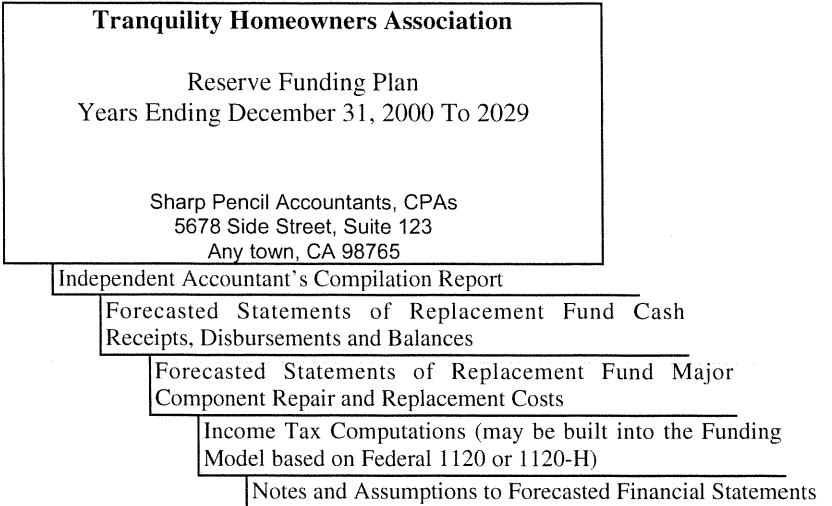 Tranquility Homeowners Association
Reserve Funding Plan
Years Ending December 31, 2000 To 2029
Sharp Pencil Accountants, CPAs
5678 Side Street, Suite 123
Any town, CA 98765
Independent Accountant's Compilation Report
Forecasted Statements of Replacement Fund Cash
Receipts, Disbursements and Balances
Forecasted Statements of Replacement Fund Major
Component Repair and Replacement Costs
Income Tax Computations (may be built into the Funding
Model based on Federal 1120 or 1120-H)
Notes and Assumptions to Forecasted Financial Statements